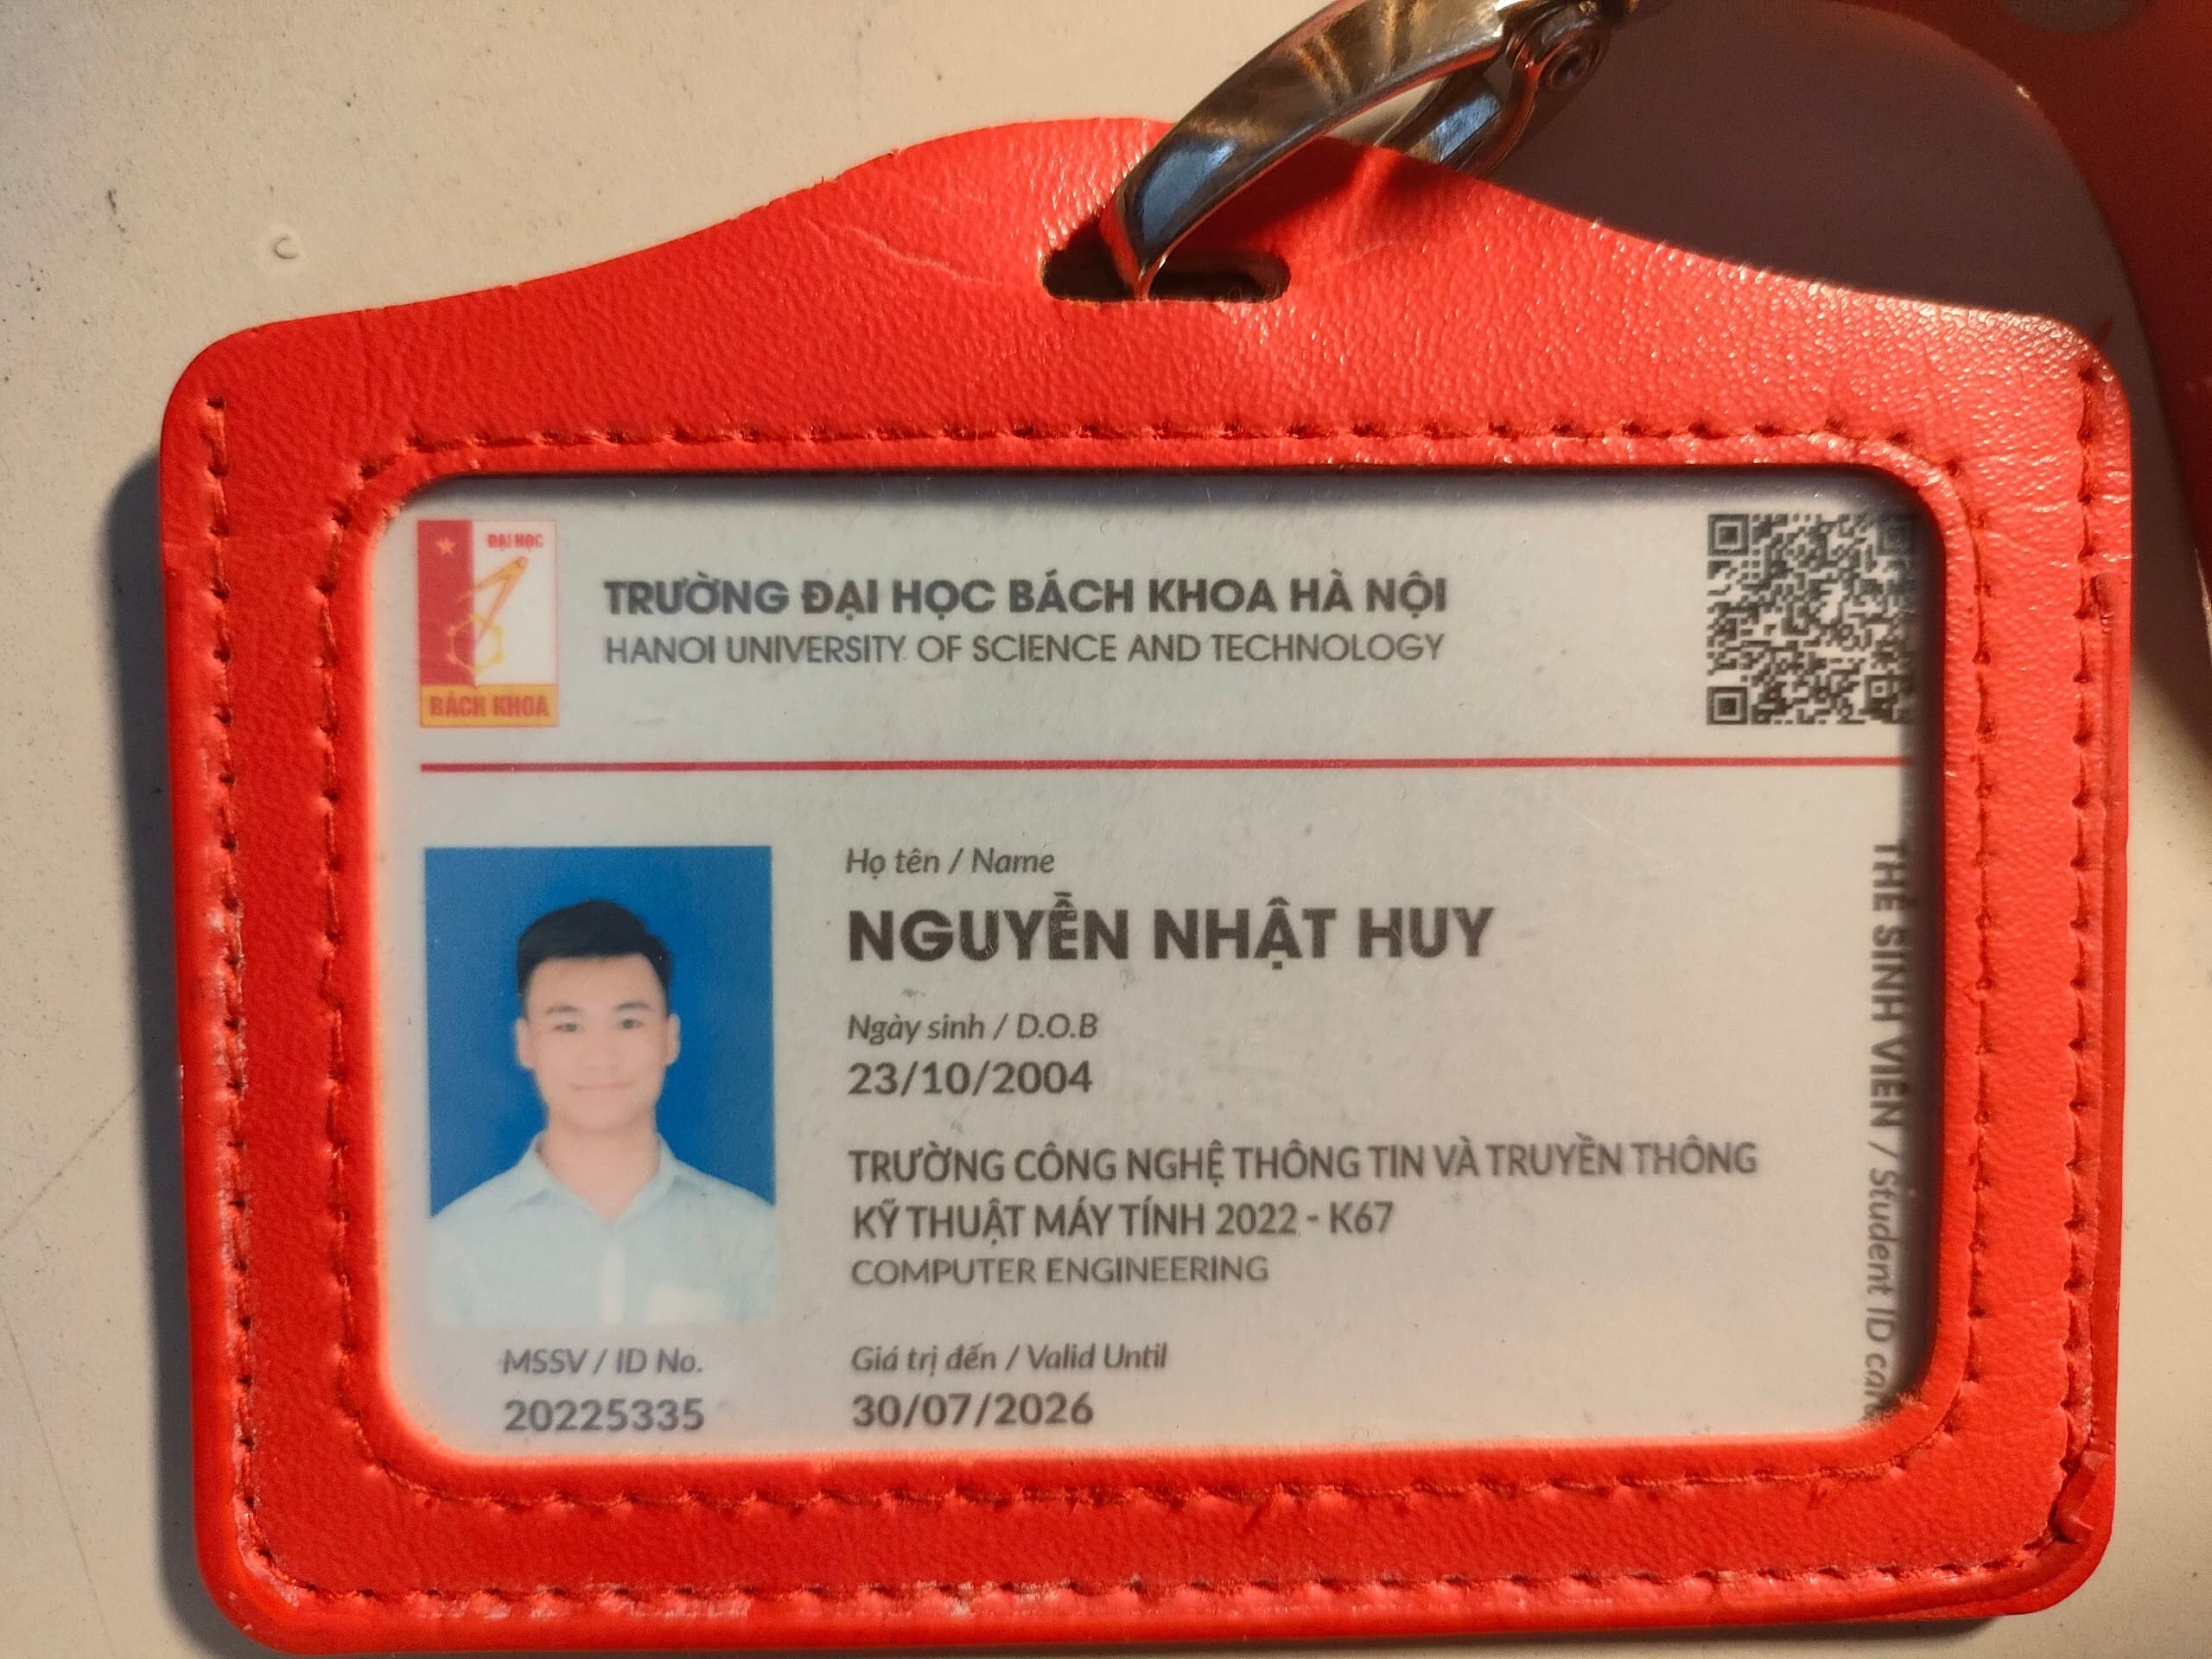 ĐẠI HỌC
BÁCH KHOA
TRƯỜNG ĐẠI HỌC BÁCH KHOA HÀ NỘI
HANOI UNIVERSITY OF SCIENCE AND TECHNOLOGY
Họ tên / Name
NGUYỄN NHẬT HUY
Ngày sinh / D.O.B
23/10/2004
TRƯỜNG CÔNG NGHỆ THÔNG TIN VÀ TRUYỀN THÔNG
KỸ THUẬT MÁY TÍNH 2022 - K67
COMPUTER ENGINEERING
MSSV / ID No.
20225335
Giá trị đến / Valid Until
30/07/2026
THẺ SINH VIÊN / Student ID card